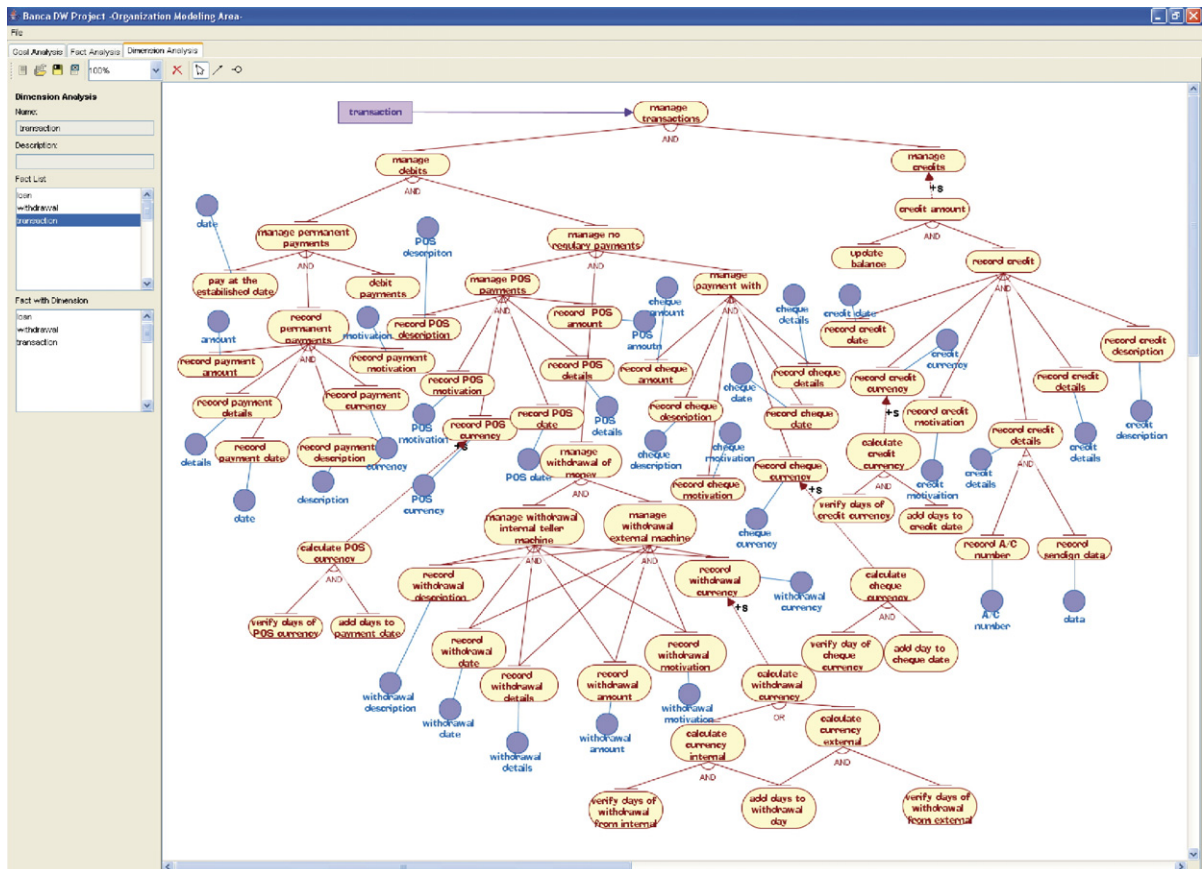 Banca DW Project -Organization Modeling Area-
File
Goal Analysis
Fact Analysis
Dimension Analysis
100%
Dimension Analysis
Name:
transaction
Description:
Fact List
loan
withdrawal
transaction
Fact with Dimension
loan
withdrawal
transaction
transaction
manage
transactions
AND
manage
debits
AND
manage
credits
+s
credit amount
AND
update
balance
record credit
AND
date
manage permanent
payments
AND
POS
descripiton
manage no
regulary payments
AND
pay at the
established date
debit
payments
manage POS
payments
AND
manage
payment with
AND
cheque
amount
cheque
details
credit date
record credit
date
record
permanent
payments
AND
amount
motivation
record POS
description
record POS
amount
POS
amoutn
credit
currency
record credit
description
record payment
amount
record payment
motivation
record POS
motivation
record POS
details
record cheque
amount
record cheque
details
record credit
currency
record credit
details
record payment
details
record payment
currency
POS
motivation
record POS
currency
record POS
date
POS
details
record cheque
description
cheque
date
record cheque
date
+s
record credit
motivation
credit
details
credit
description
details
record
payment date
record payment
description
currency
+s
manage
withdrawal of
money
AND
cheque
description
cheque
motivation
record cheque
currency
+s
calculate
credit
currency
AND
record credit
details
AND
date
description
POS
currency
POS date
record cheque
motivation
credit
motivaition
credit
details
verify days of
credit currency
add days to
credit date
manage withdrawal
internal teller
machine
AND
manage
withdrawal
external machine
AND
cheque
currency
calculate POS
currency
AND
record A/C
number
record
sendign data
record
withdrawal
description
record
withdrawal
currency
+s
withdrawal
currency
calculate
cheque
currency
AND
A/C
number
data
verify days of
POS currency
add days to
payment date
record
withdrawal
date
record
withdrawal
motivation
verify day of
cheque
currency
add day to
cheque date
record
withdrawal
details
record
withdrawal
amount
calculate
withdrawal
currency
OR
withdrawal
description
withdrawal
date
withdrawal
details
withdrawal
amount
withdrawal
motivation
calculate
currency
internal
AND
calculate
currency
external
AND
verify days of
withdrawal
from internal
add days to
withdrawal
day
verify days of
withdrawal
from external